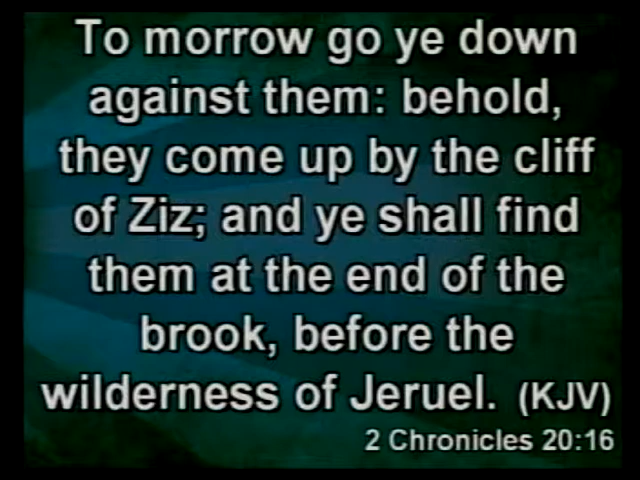 To morrow go ye down
against them: behold,
they come up by the cliff
of Ziz; and ye shall find
them at the end of the
brook, before the
wilderness of Jeruel. (KJV)
2 Chronicles 20:16